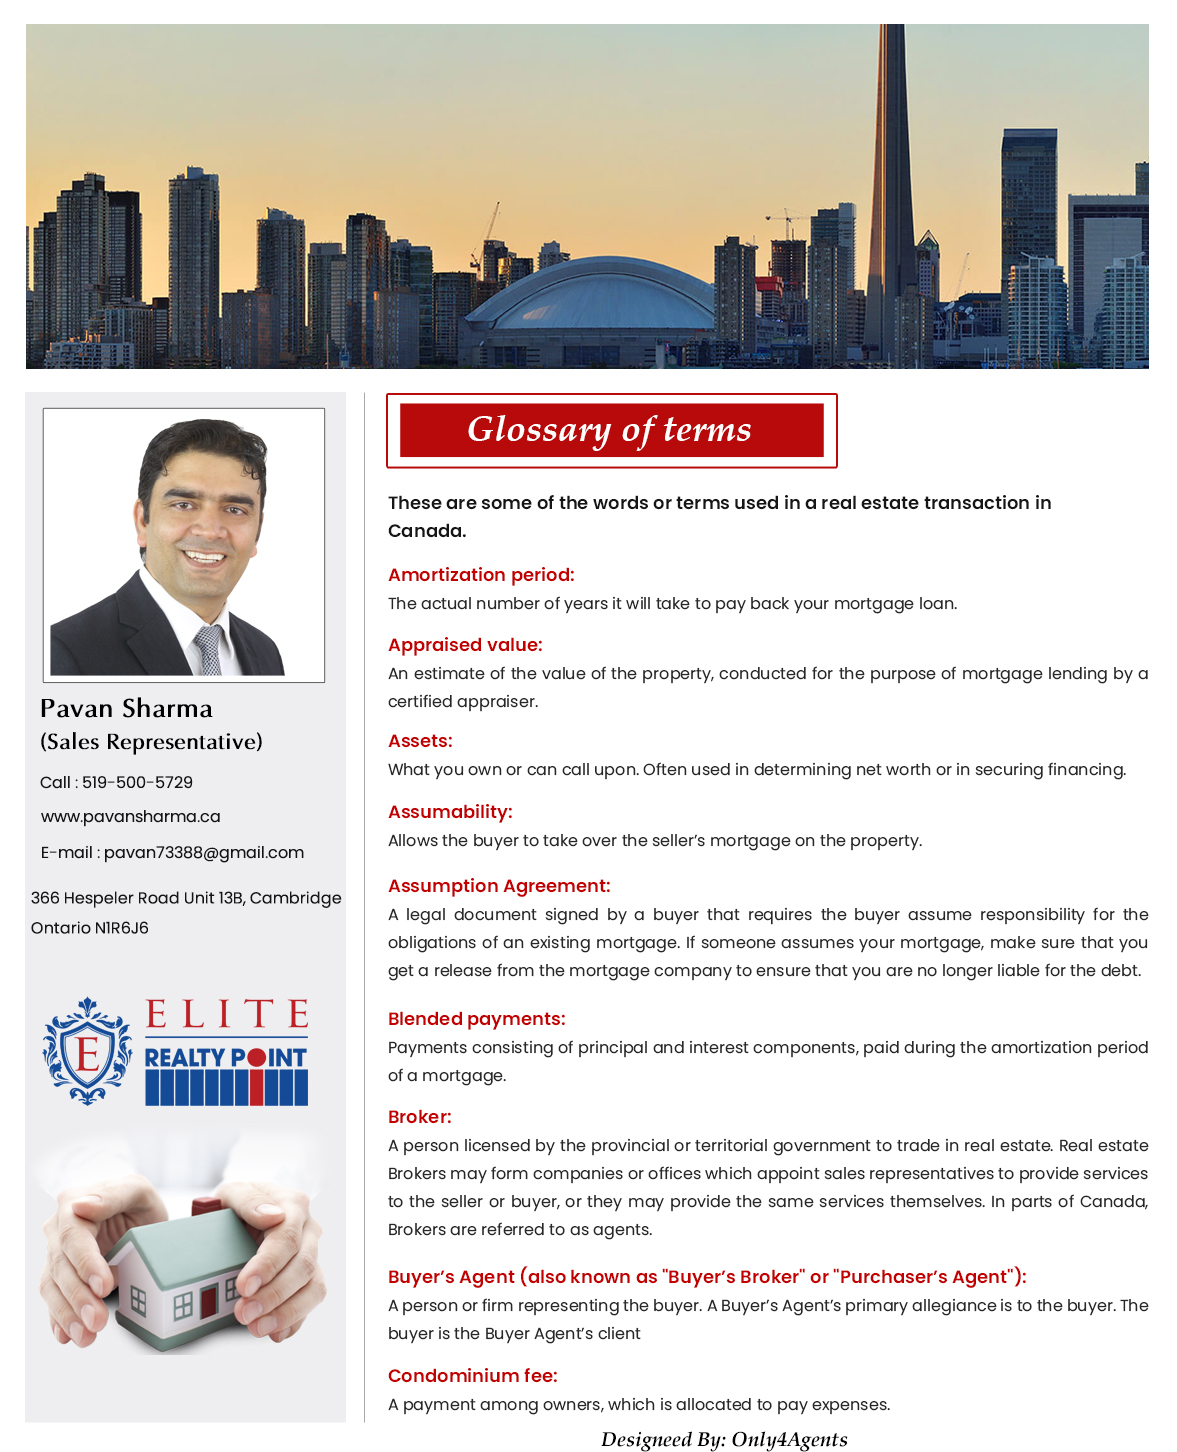 Glossary of terms
These are some of the words or terms used in a real estate transaction in
Canada.
Amortization period:
The actual number of years it will take to pay back your mortgage loan.
Appraised value:
An estimate of the value of the property, conducted for the purpose of mortgage lending by a
certified appraiser.
Assets:
What you own or can call upon. Often used in determining net worth or in securing financing.
Assumability:
Allows the buyer to take over the seller’s mortgage on the property.
Assumption Agreement:
A legal document signed by a buyer that requires the buyer assume responsibility for the
obligations of an existing mortgage. If someone assumes your mortgage, make sure that you
get a release from the mortgage company to ensure that you are no longer liable for the debt.
Blended payments:
Payments consisting of principal and interest components, paid during the amortization period
of a mortgage.
Broker:
A person licensed by the provincial or territorial government to trade in real estate. Real estate
Brokers may form companies or offices which appoint sales representatives to provide services
to the seller or buyer, or they may provide the same services themselves. In parts of Canada,
Brokers are referred to as agents.
Buyer’s Agent (also known as "Buyer’s Broker" or "Purchaser’s Agent"):
A person or firm representing the buyer. A Buyer’s Agent’s primary allegiance is to the buyer. The
buyer is the Buyer Agent’s client
Condominium fee:
A payment among owners, which is allocated to pay expenses.
Pavan Sharma
(Sales Representative)
Call : 519-500-5729
www.pavansharma.ca
E-mail : pavan73388@gmail.com
366 Hespeler Road Unit 13B, Cambridge
Ontario N1R6J6
E
ELITE
REALTY POINT
Designeed By: Only4Agents